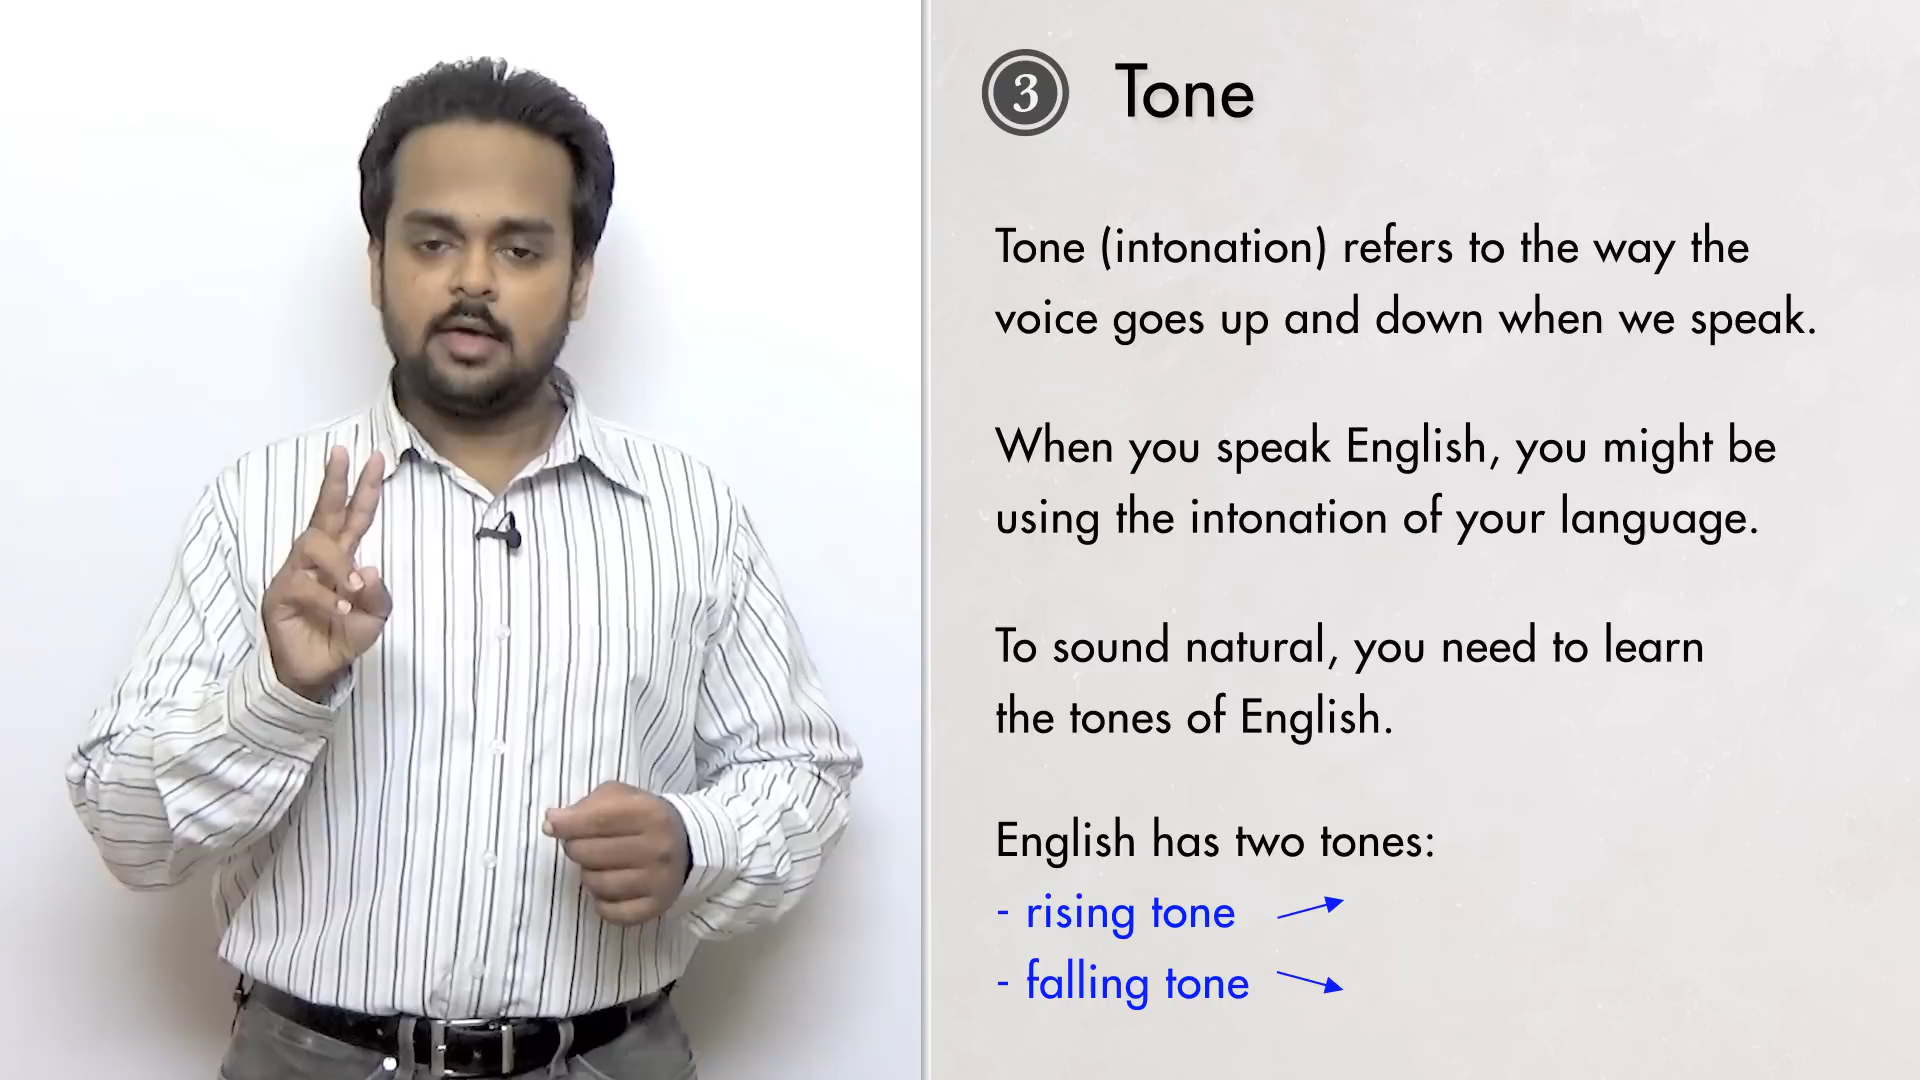 3 Tone
Tone (intonation) refers to the way the
voice goes up and down when we speak.
When you speak English, you might be
using the intonation of your language.
To sound natural, you need to learn
the tones of English.
English has two tones:
- rising tone
- falling tone